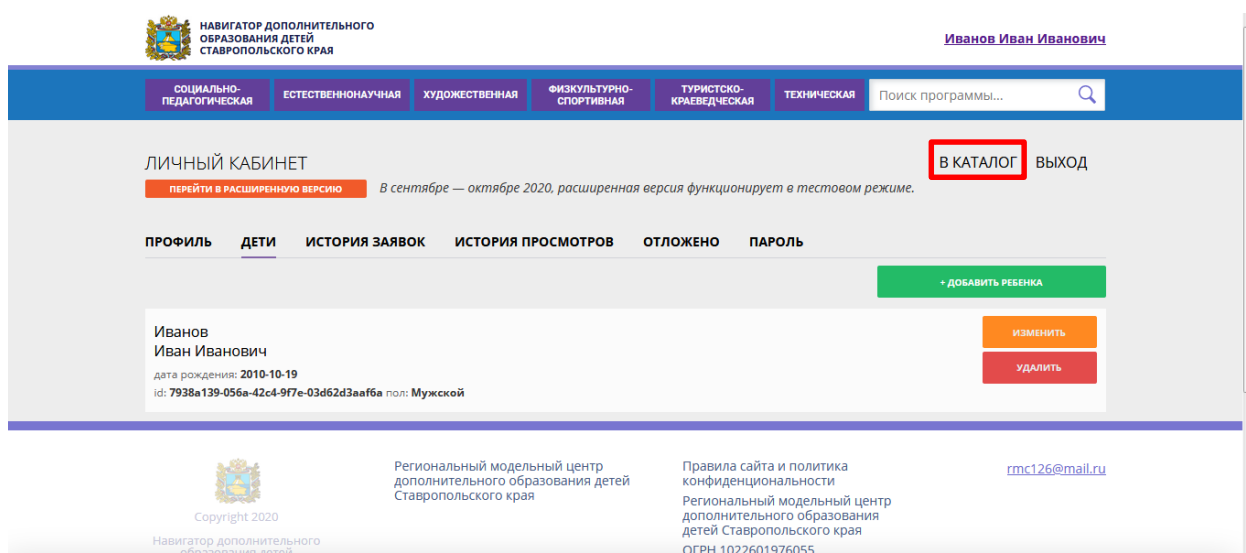 НАВИГАТОР ДОПОЛНИТЕЛЬНОГО
ОБРАЗОВАНИЯ ДЕТЕЙ
СТАВРОПОЛЬСКОГО КРАЯ
Иванов Иван Иванович
СОЦИАЛЬНО-
ПЕДАГОГИЧЕСКАЯ
ЕСТЕСТВЕННОНАУЧНАЯ
ХУДОЖЕСТВЕННАЯ
ФИЗКУЛЬТУРНО-
СПОРТИВНАЯ
ТУРИСТСКО-
КРАЕВЕДЧЕСКАЯ
ТЕХНИЧЕСКАЯ
Поиск программы...
ЛИЧНЫЙ КАБИНЕТ
В КАТАЛОГ ВЫХОД
ПЕРЕЙТИ В РАСШИРЕННУЮ ВЕРСИЮ
В сентябре — октябре 2020, расширенная версия функционирует в тестовом режиме.
ПРОФИЛЬ ДЕТИ ИСТОРИЯ ЗАЯВОК ИСТОРИЯ ПРОСМОТРОВ ОТЛОЖЕНО ПАРОЛЬ
+ ДОБАВИТЬ РЕБЕНКА
Иванов
Иван Иванович
дата рождения: 2010-10-19
id: 7938a139-056a-42c4-9f7e-03d62d3aaf6a пол: Мужской
ИЗМЕНИТЬ
УДАЛИТЬ
Copyright 2020
Навигатор дополнительного
образования детей
Региональный модельный центр
дополнительного образования детей
Ставропольского края
Правила сайта и политика
конфиденциональности
Региональный модельный центр
дополнительного образования
детей Ставропольского края
ОГРН 1022601976055
rmc126@mail.ru